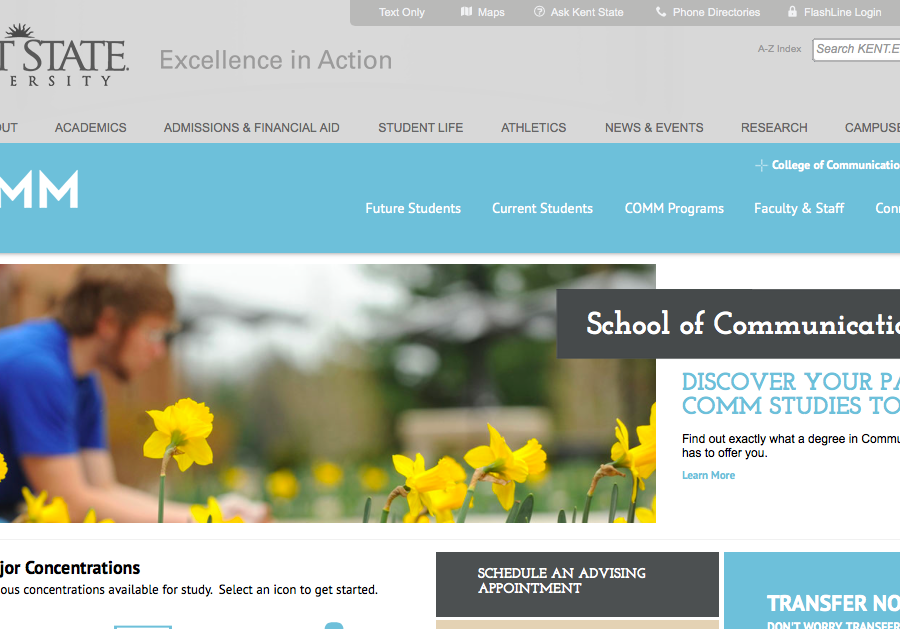 Text Only Maps Ask Kent State Phone Directories FlashLine Login
T STATE
ERSITY
Excellence in Action
A-Z Index Search KENT.E
OUT ACADEMICS ADMISSIONS & FINANCIAL AID STUDENT LIFE ATHLETICS NEWS & EVENTS RESEARCH CAMPUSE
College of Communicatio
MM
Future Students Current Students COMM Programs Faculty & Staff Con
School of Communicatio
DISCOVER YOUR PA
COMM STUDIES TO
Find out exactly what a degree in Commu
has to offer you.
Learn More
jor Concentrations
ous concentrations available for study. Select an icon to get started.
SCHEDULE AN ADVISING
APPOINTMENT
TRANSFER NO
DON'T WORRY TRANSFER